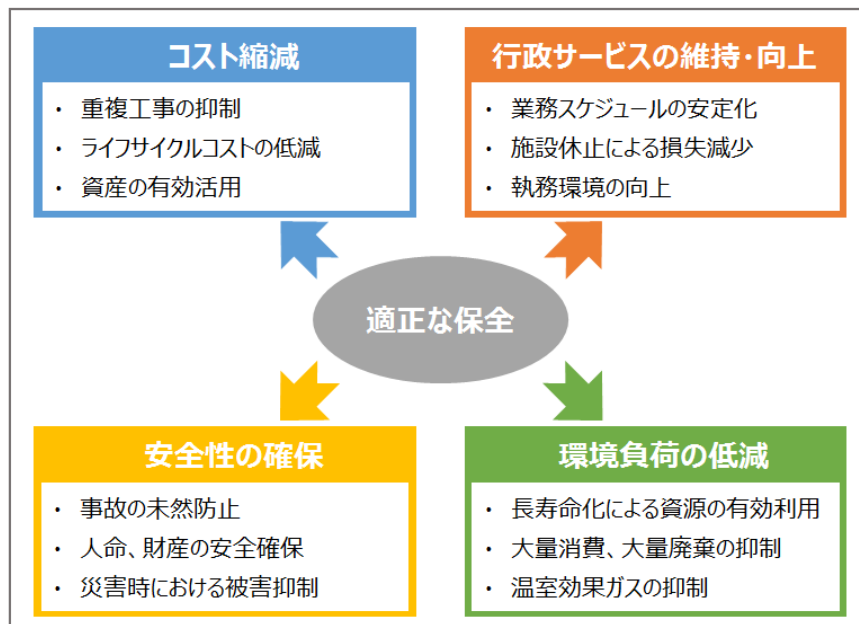 コスト縮減
・ 重複工事の抑制
・ ライフサイクルコストの低減
・ 資産の有効活用
行政サービスの維持・向上
・ 業務スケジュールの安定化
・ 施設休止による損失減少
・ 執務環境の向上
適正な保全
安全性の確保
・ 事故の未然防止
・ 人命、財産の安全確保
・ 災害時における被害抑制
環境負荷の低減
・ 長寿命化による資源の有効利用
・ 大量消費、大量廃棄の抑制
・ 温室効果ガスの抑制